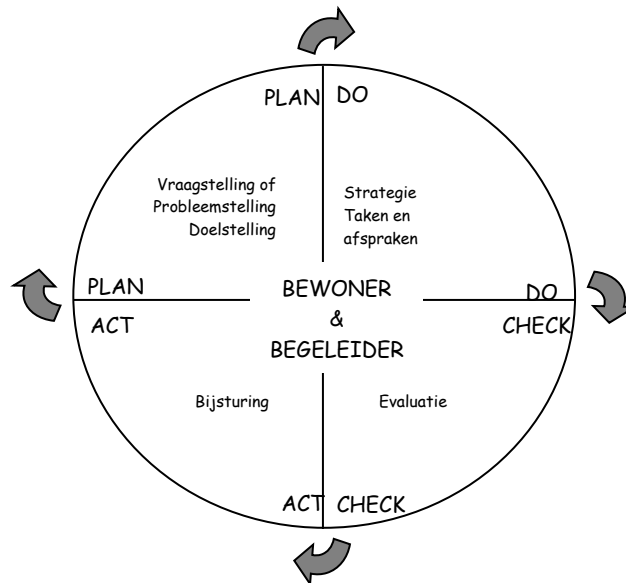 PLAN DO
Vraagstelling of
Probleemstelling
Doelstelling
Strategie
Taken en
afspraken
PLAN
DO
BEWONER
&
BEGELEIDER
ACT
CHECK
Bijsturing
Evaluatie
ACT CHECK